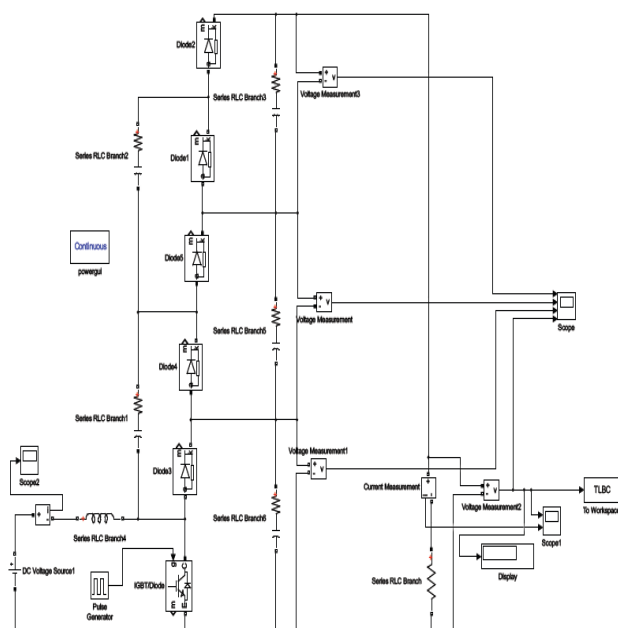 Diode2
Series RLC Branch3
Voltage Measurement3
Series RLC Branch2
Diode1
Continuous
powergui
Diode5
Voltage Measurement
Series RLC Branch5
Scope
Diode4
Series RLC Branch1
Voltage Measurement1
Scope2
Diode3
Current Measurement
TLBC
To Workspace
Voltage Measurement2
Series RLC Branch6
Scope1
Series RLC Branch4
DC Voltage Source1
IGBT/Diode
Display
Series RLC Branch
Pulse
Generator